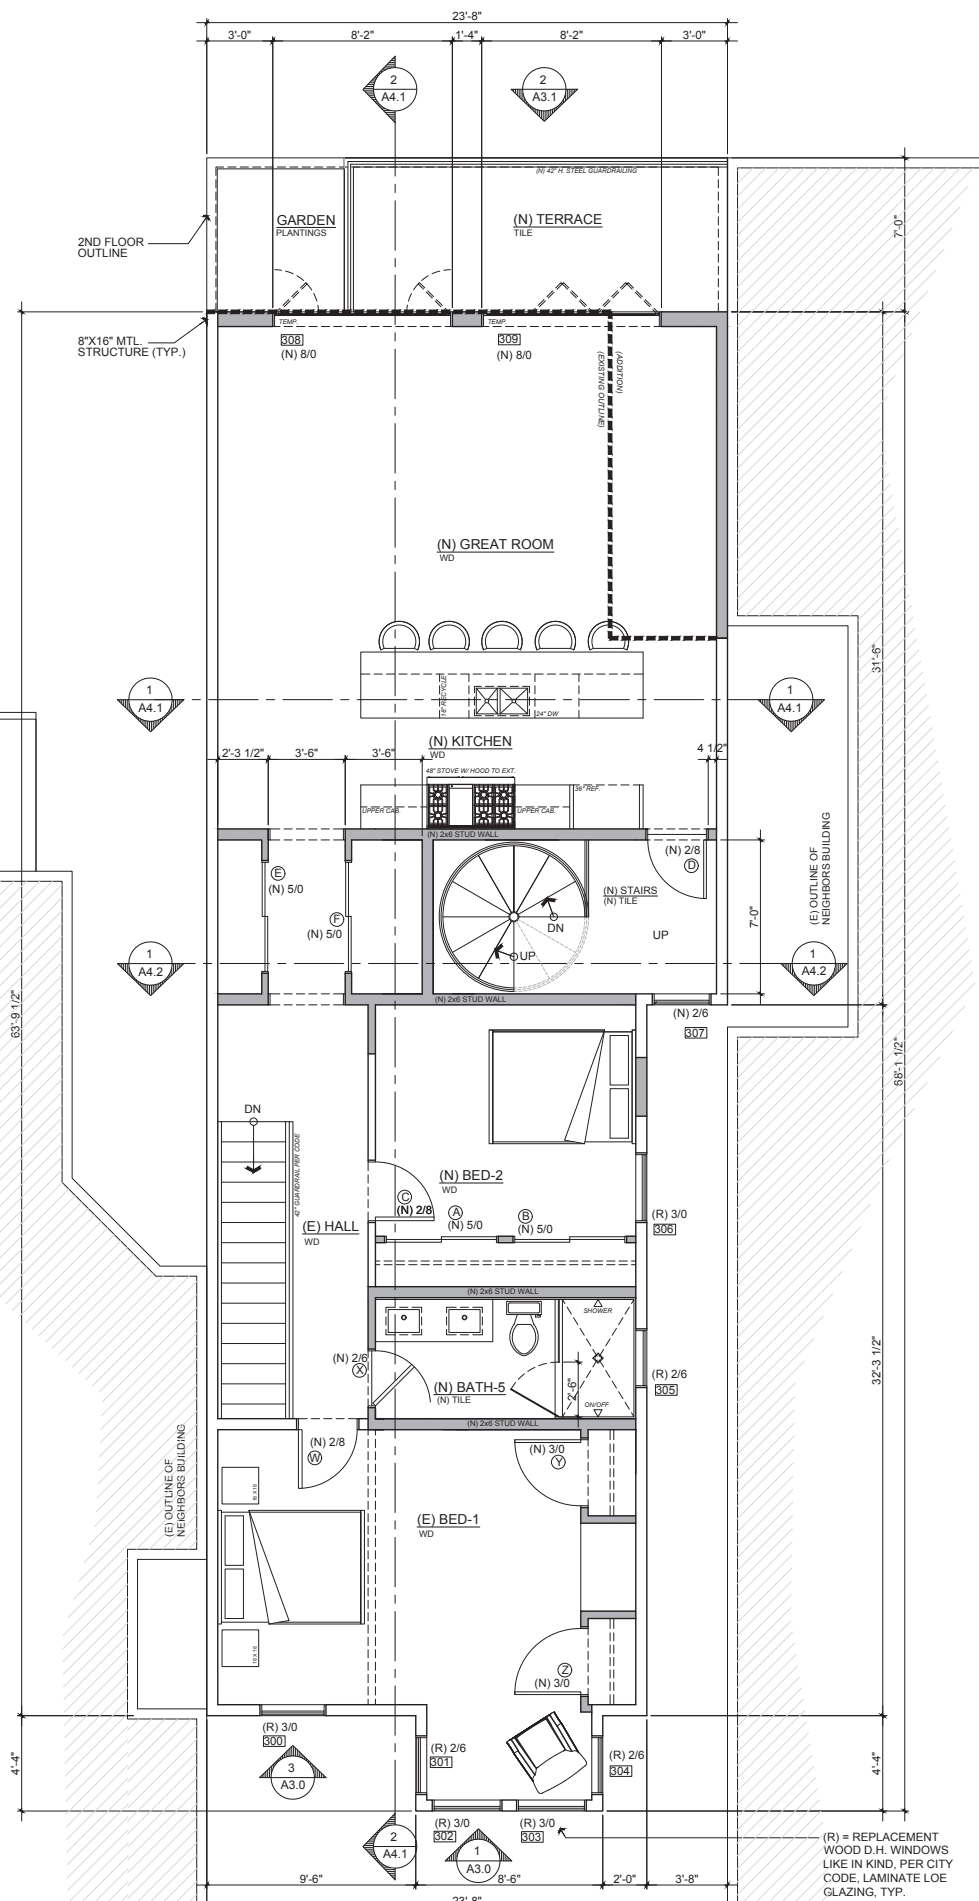 23'-8"
3'-0"
8'-2"
1'-4"
8'-2"
3'-0"
2
A4.1
2
A3.1
(N) 42" H. STEEL GUARDRAILING
GARDEN
PLANTINGS
(N) TERRACE
TILE
7'-0"
2ND FLOOR
OUTLINE
8"X16" MTL.
STRUCTURE (TYP.)
TEMP.
308
(N) 8/0
TEMP.
309
(N) 8/0
(EXISTING OUTLINE)
(ADDITION)
(N) GREAT ROOM
WD
31'-6"
1
A4.1
16" RECYCLE
24" DW
1
A4.1
(N) KITCHEN
WD
2'-3 1/2"
3'-6"
3'-6"
4 1/2"
48" STOVE W/ HOOD TO EXT.
UPPER CAB.
UPPER CAB.
36" REF.
(N) 2x6 STUD WALL
(N) 2/8
D
E
(N) 5/0
F
(N) 5/0
(N) STAIRS
(N) TILE
DN
UP
UP
7'-0"
(E) OUTLINE OF
NEIGHBORS BUILDING
1
A4.2
1
A4.2
(N) 2x6 STUD WALL
(N) 2/6
307
63'-9 1/2"
68'-1 1/2"
DN
42" GUARDRAIL PER CODE
(N) BED-2
WD
C
(N) 2/8
A
(N) 5/0
B
(N) 5/0
(R) 3/0
306
(E) HALL
WD
(N) 2x6 STUD WALL
SHOWER
(N) 2/6
X
(N) BATH-5
(N) TILE
2'-6"
ON/OFF
(R) 2/6
305
32'-3 1/2"
(N) 2x6 STUD WALL
(N) 2/8
W
(N) 3/0
Y
(E) OUTLINE OF
NEIGHBORS BUILDING
18 X 18
(E) BED-1
WD
18 X 18
Z
(N) 3/0
(R) 3/0
300
(R) 2/6
301
(R) 2/6
304
4'-4"
4'-4"
3
A3.0
(R) 3/0
302
(R) 3/0
303
2
A4.1
1
A3.0
(R) = REPLACEMENT
WOOD D.H. WINDOWS
LIKE IN KIND, PER CITY
CODE, LAMINATE LOE
GLAZING, TYP.
9'-6"
8'-6"
2'-0"
3'-8"
23'-8"